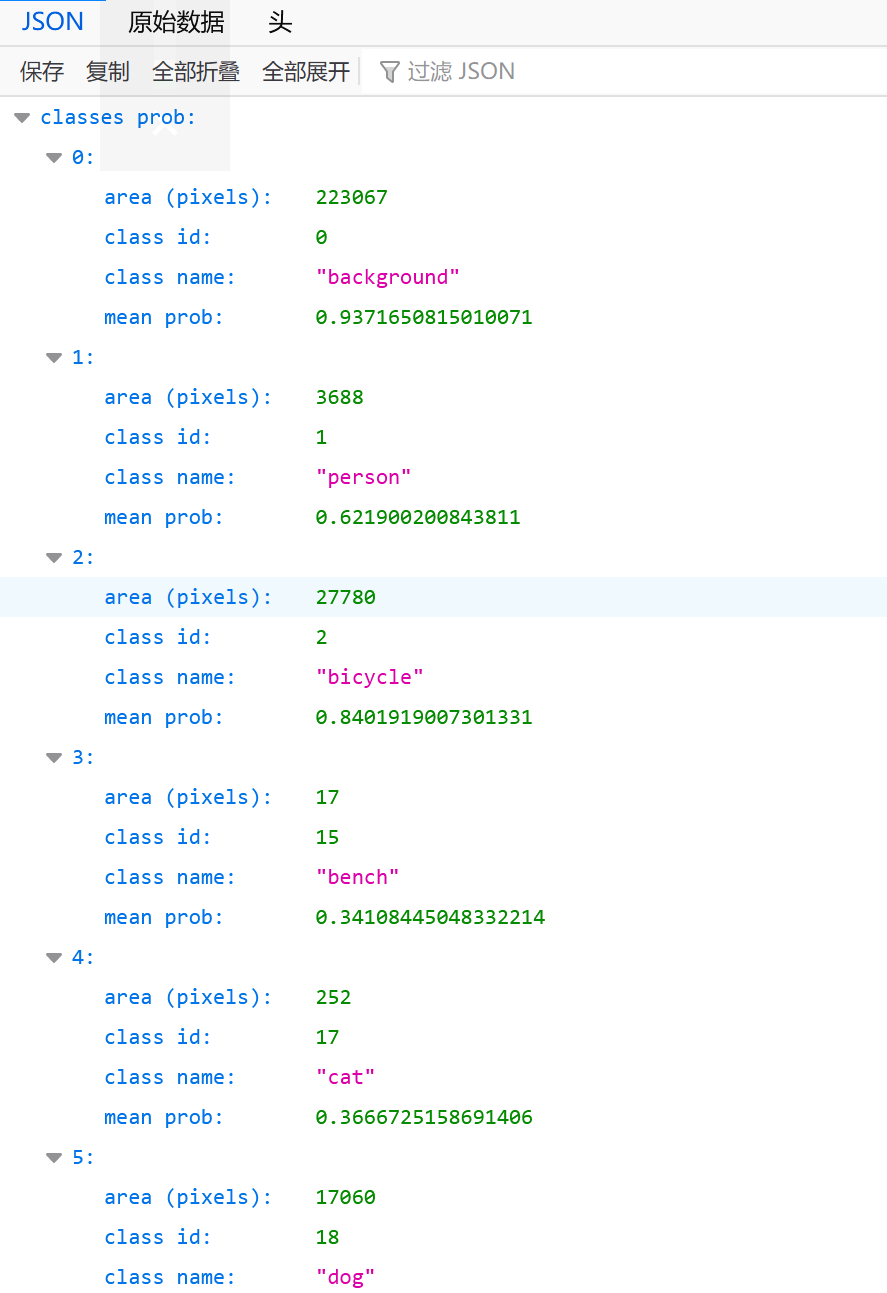 JSON 原始数据 头
保存 复制 全部折叠 全部展开 过滤 JSON
classes prob:
0:
area (pixels): 223067
class id: 0
class name: "background"
mean prob: 0.9371650815010071
1:
area (pixels): 3688
class id: 1
class name: "person"
mean prob: 0.621900200843811
2:
area (pixels): 27780
class id: 2
class name: "bicycle"
mean prob: 0.8401919007301331
3:
area (pixels): 17
class id: 15
class name: "bench"
mean prob: 0.34108445048332214
4:
area (pixels): 252
class id: 17
class name: "cat"
mean prob: 0.3666725158691406
5:
area (pixels): 17060
class id: 18
class name: "dog"